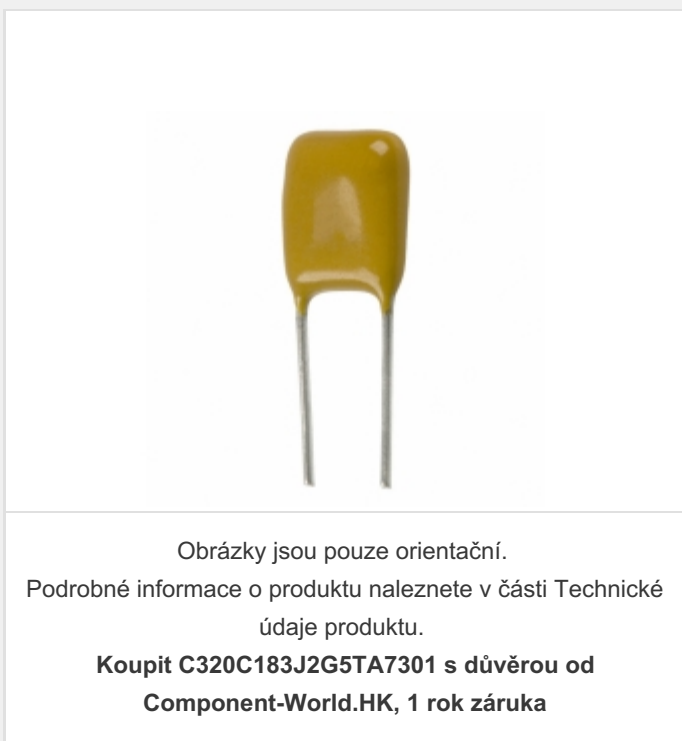 Obrázky jsou pouze orientační.
Podrobné informace o produktu naleznete v části Technické
údaje produktu.
Koupit C320C183J2G5TA7301 s důvěrou od
Component-World.HK, 1 rok záruka